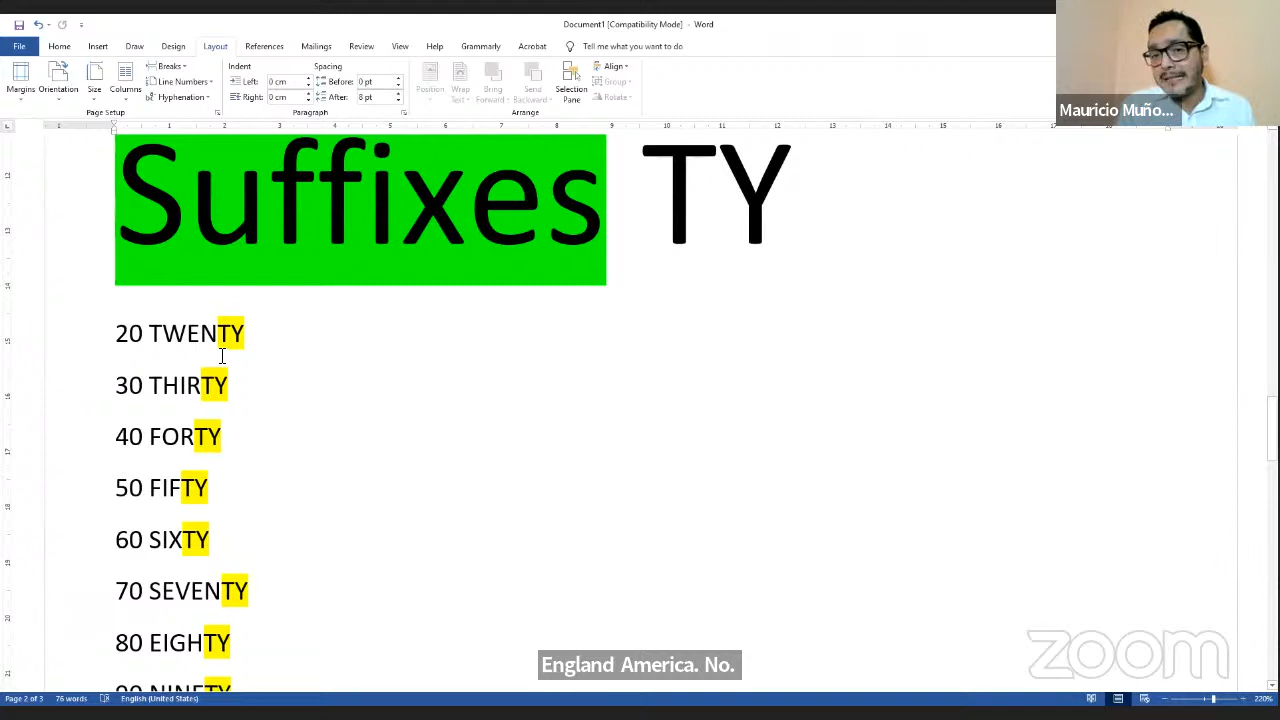 Document1 [Compatibility Mode] - Word
File Home Insert Draw Design Layout References Mailings Review View Help Grammarly Acrobat Tell me what you want to do
Margins Orientation Size Columns
Breaks
Line Numbers
Hyphenation
Page Setup
Indent
Left: 0 cm
Right: 0 cm
Spacing
Before: 0 pt
After: 8 pt
Paragraph
Position
Wrap Text
Bring Forward
Send Backward
Selection Pane
Align
Group
Rotate
Arrange
Mauricio Muño...
Suffixes TY
20 TWENTY
30 THIRTY
40 FORTY
50 FIFTY
60 SIXTY
70 SEVENTY
80 EIGHTY
90 NINETY
England America. No.
zoom
Page 2 of 3 76 words English (United States) 220%